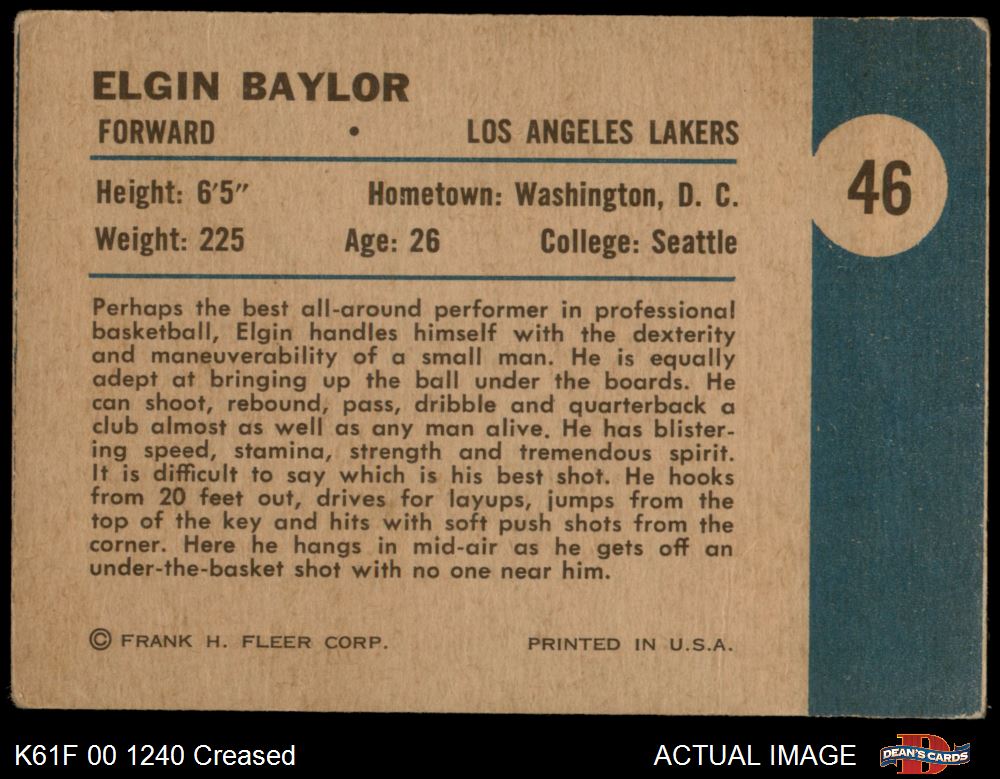 ELGIN BAYLOR
FORWARD • LOS ANGELES LAKERS
46
Height: 6'5" Hometown: Washington, D. C.
Weight: 225 Age: 26 College: Seattle
Perhaps the best all-around performer in professional
basketball, Elgin handles himself with the dexterity
and maneuverability of a small man. He is equally
adept at bringing up the ball under the boards. He
can shoot, rebound, pass, dribble and quarterback a
club almost as well as any man alive. He has blister-
ing speed, stamina, strength and tremendous spirit.
It is difficult to say which is his best shot. He hooks
from 20 feet out, drives for layups, jumps from the
top of the key and hits with soft push shots from the
corner. Here he hangs in mid-air as he gets off an
under-the-basket shot with no one near him.
© FRANK H. FLEER CORP. PRINTED IN U.S.A.
K61F 00 1240 Creased ACTUAL IMAGE D DEAN'S CARDS